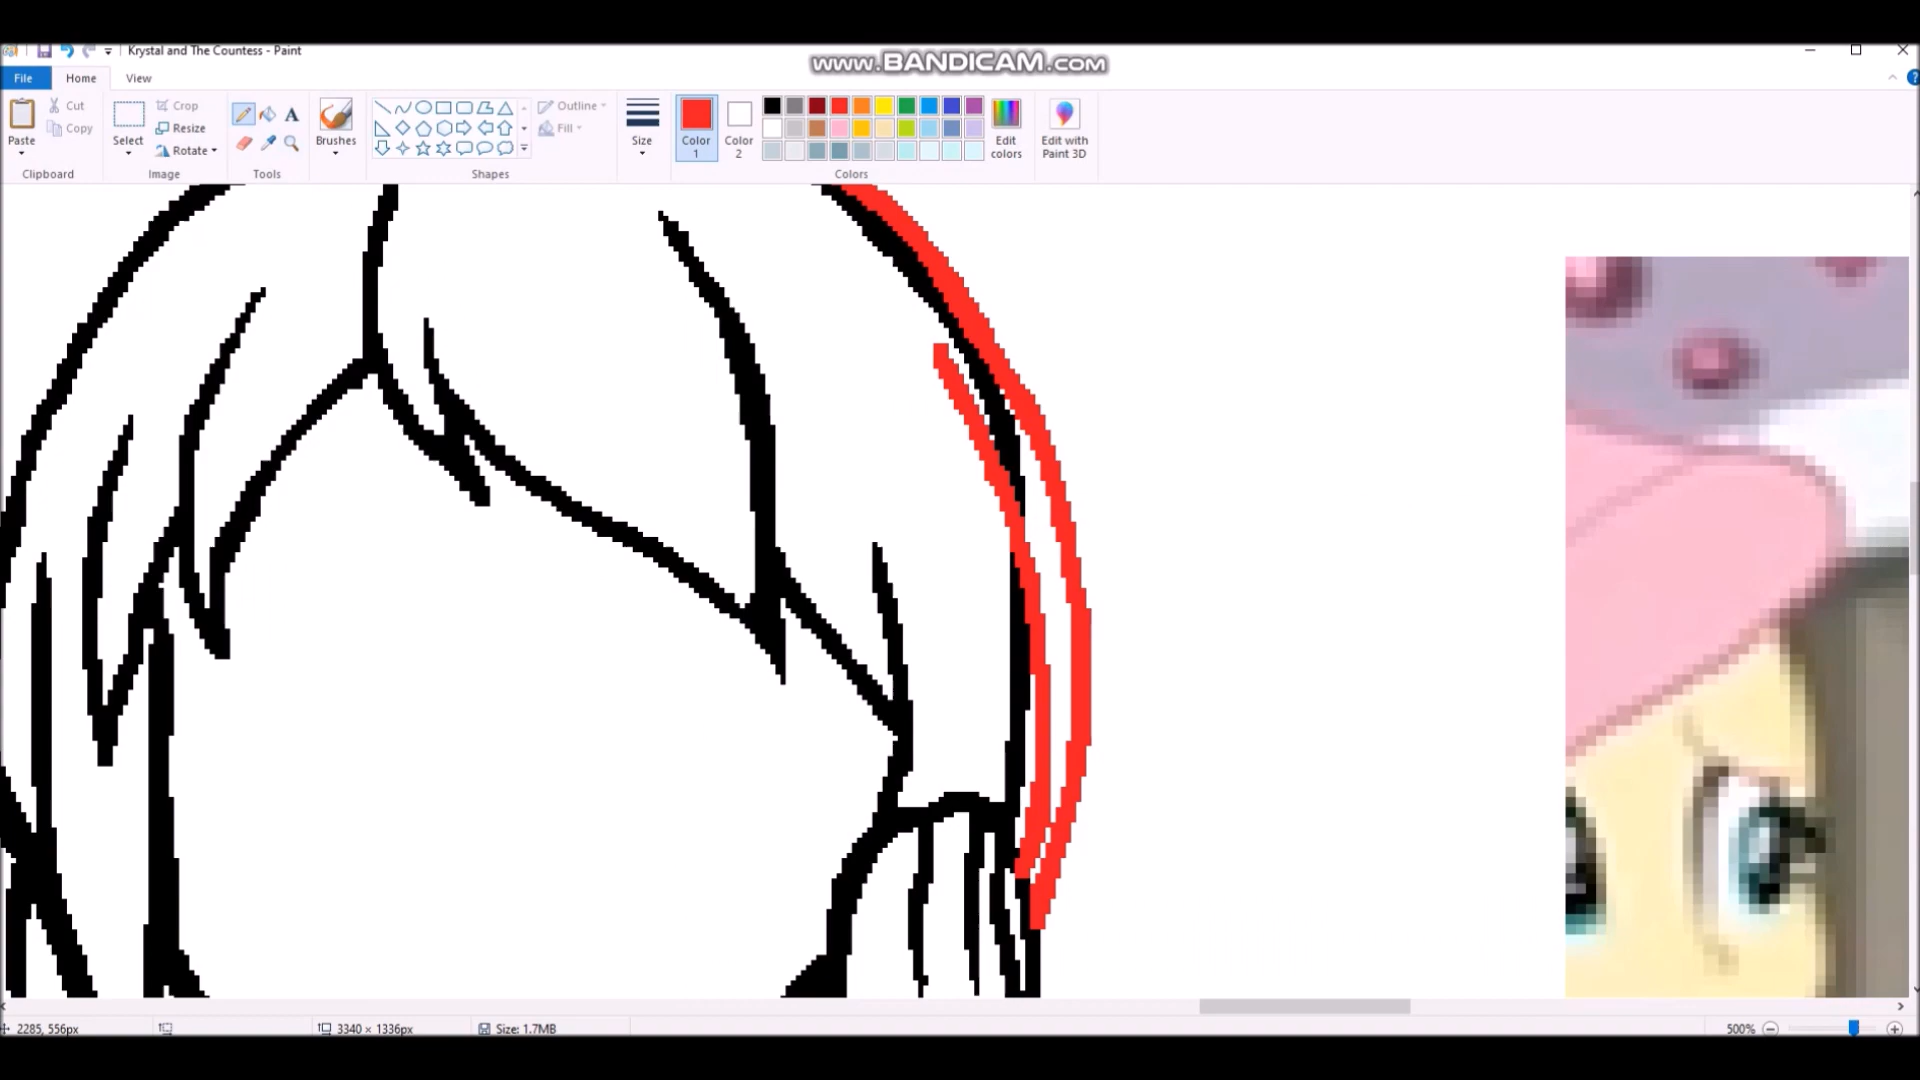 Krystal and The Countess - Paint
www.BANDICAM.com
File Home View
Paste
Cut
Copy
Clipboard
Select
Crop
Resize
Rotate
Image
A
Tools
Brushes
Outline
Fill
Shapes
Size
Color 1
Color 2
Colors
Edit colors
Edit with Paint 3D
2285, 556px
3340 × 1336px
Size: 1.7MB
500%